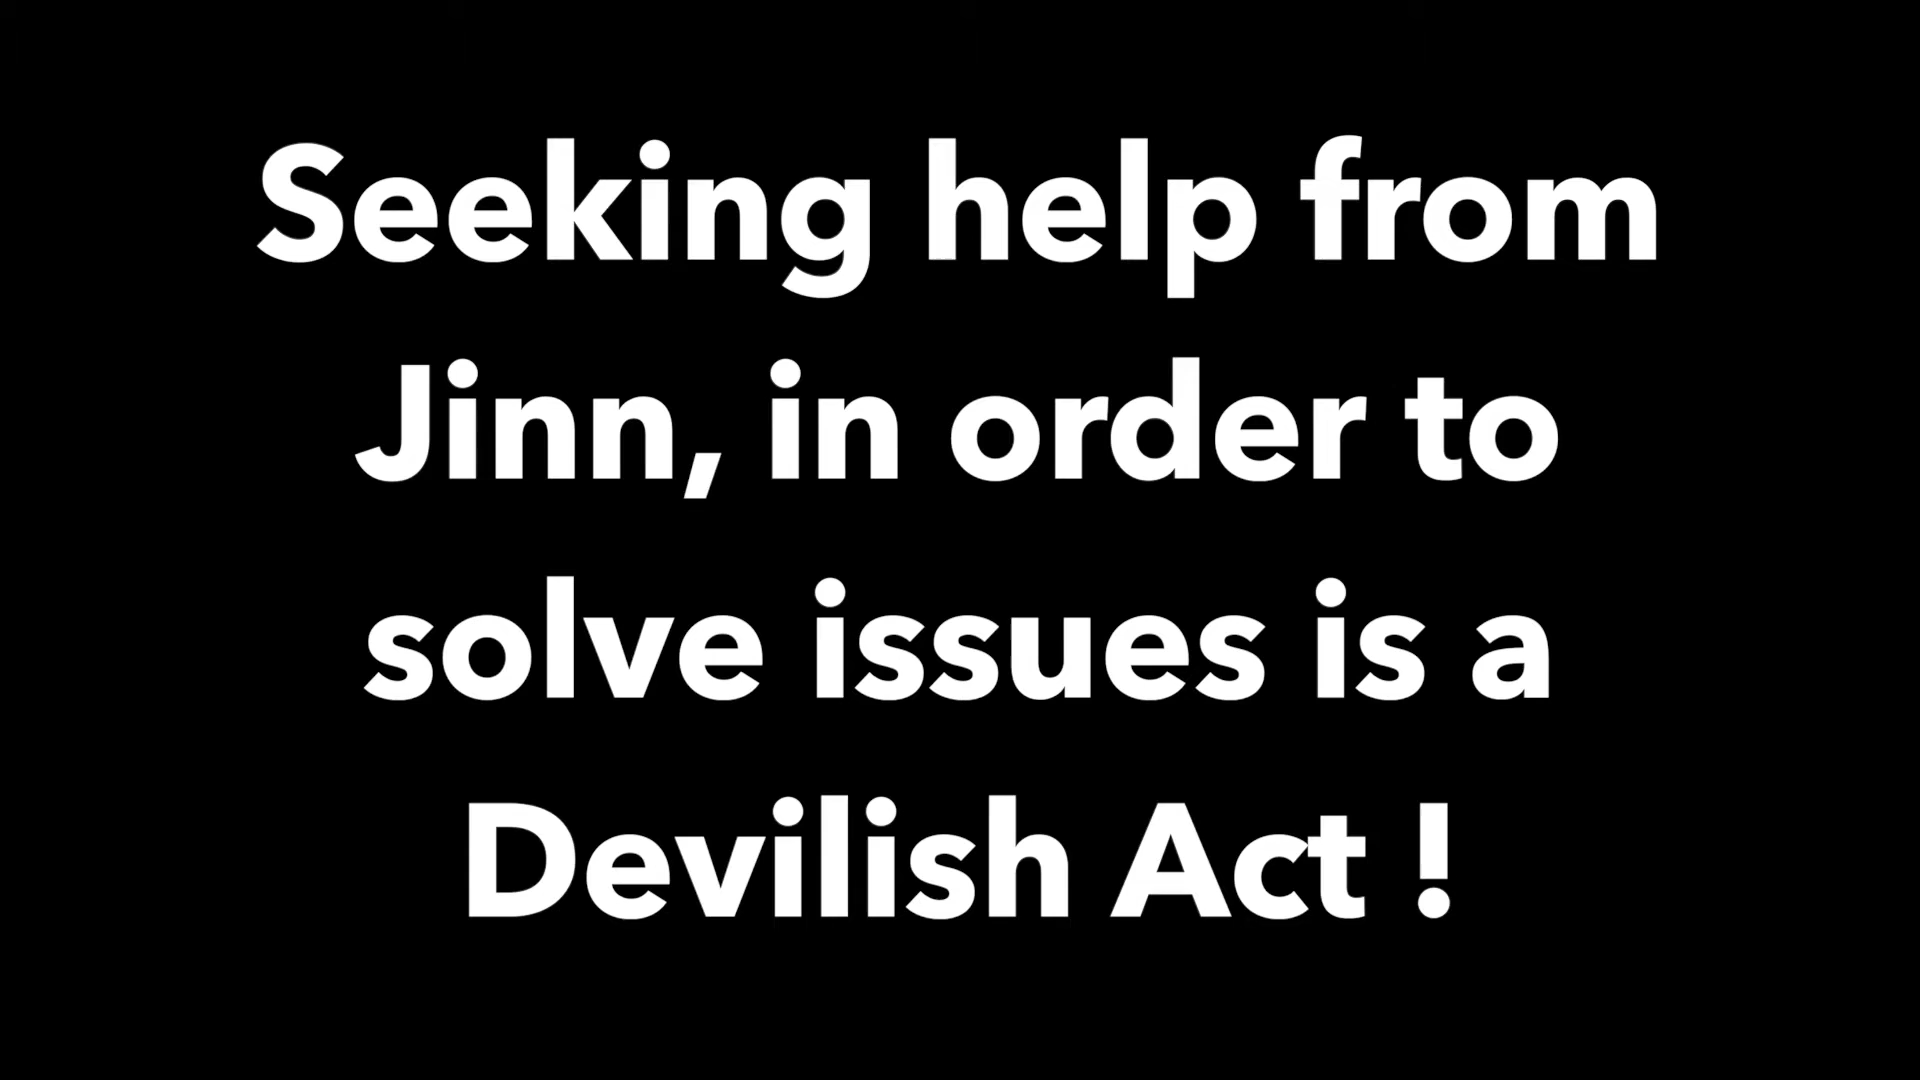 Seeking help from
Jinn, in order to
solve issues is a
Devilish Act !